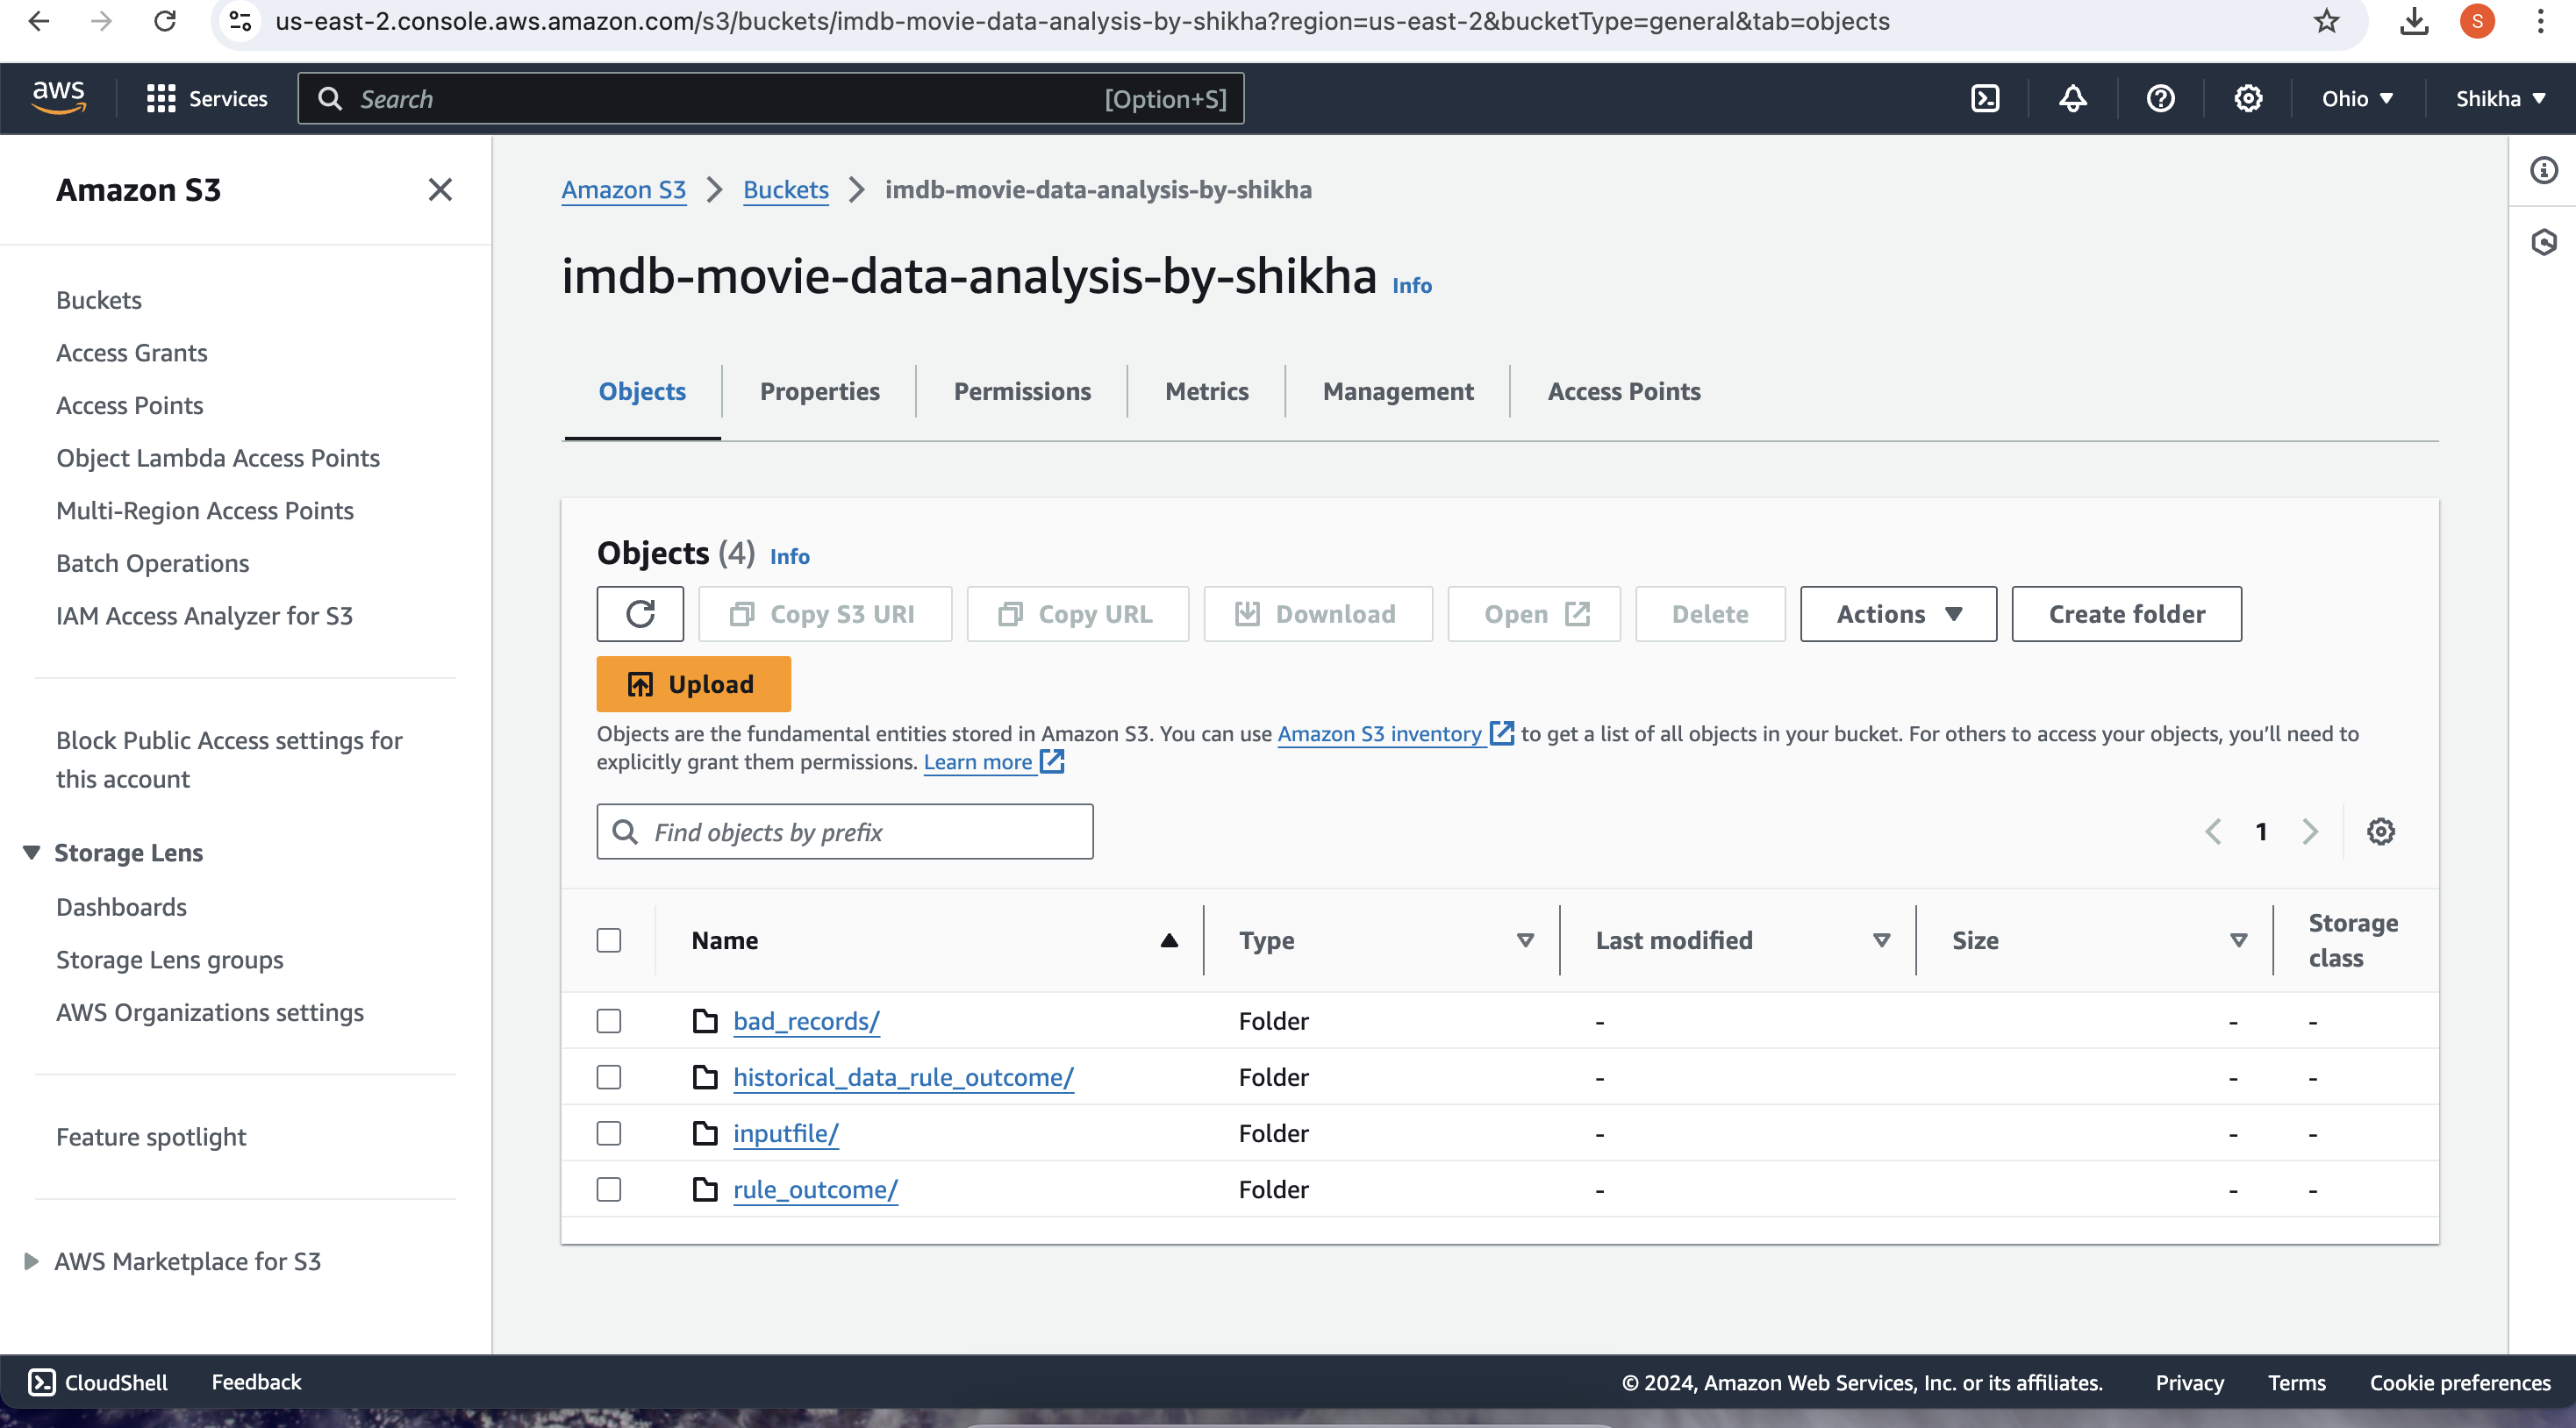 us-east-2.console.aws.amazon.com/s3/buckets/imdb-movie-data-analysis-by-shikha?region=us-east-2&bucketType=general&tab=objects
S
aws
Services
Search
[Option+S]
Ohio
Shikha
Amazon S3
Buckets
Access Grants
Access Points
Object Lambda Access Points
Multi-Region Access Points
Batch Operations
IAM Access Analyzer for S3
Block Public Access settings for
this account
Storage Lens
Dashboards
Storage Lens groups
AWS Organizations settings
Feature spotlight
AWS Marketplace for S3
Amazon S3 > Buckets > imdb-movie-data-analysis-by-shikha
imdb-movie-data-analysis-by-shikha Info
Objects Properties Permissions Metrics Management Access Points
Objects (4) Info
Copy S3 URI Copy URL Download Open Delete Actions Create folder
Upload
Objects are the fundamental entities stored in Amazon S3. You can use Amazon S3 inventory to get a list of all objects in your bucket. For others to access your objects, you’ll need to
explicitly grant them permissions. Learn more
Find objects by prefix
1
Name Type Last modified Size Storage
class
bad_records/ Folder - - -
historical_data_rule_outcome/ Folder - - -
inputfile/ Folder - - -
rule_outcome/ Folder - - -
CloudShell Feedback © 2024, Amazon Web Services, Inc. or its affiliates. Privacy Terms Cookie preferences